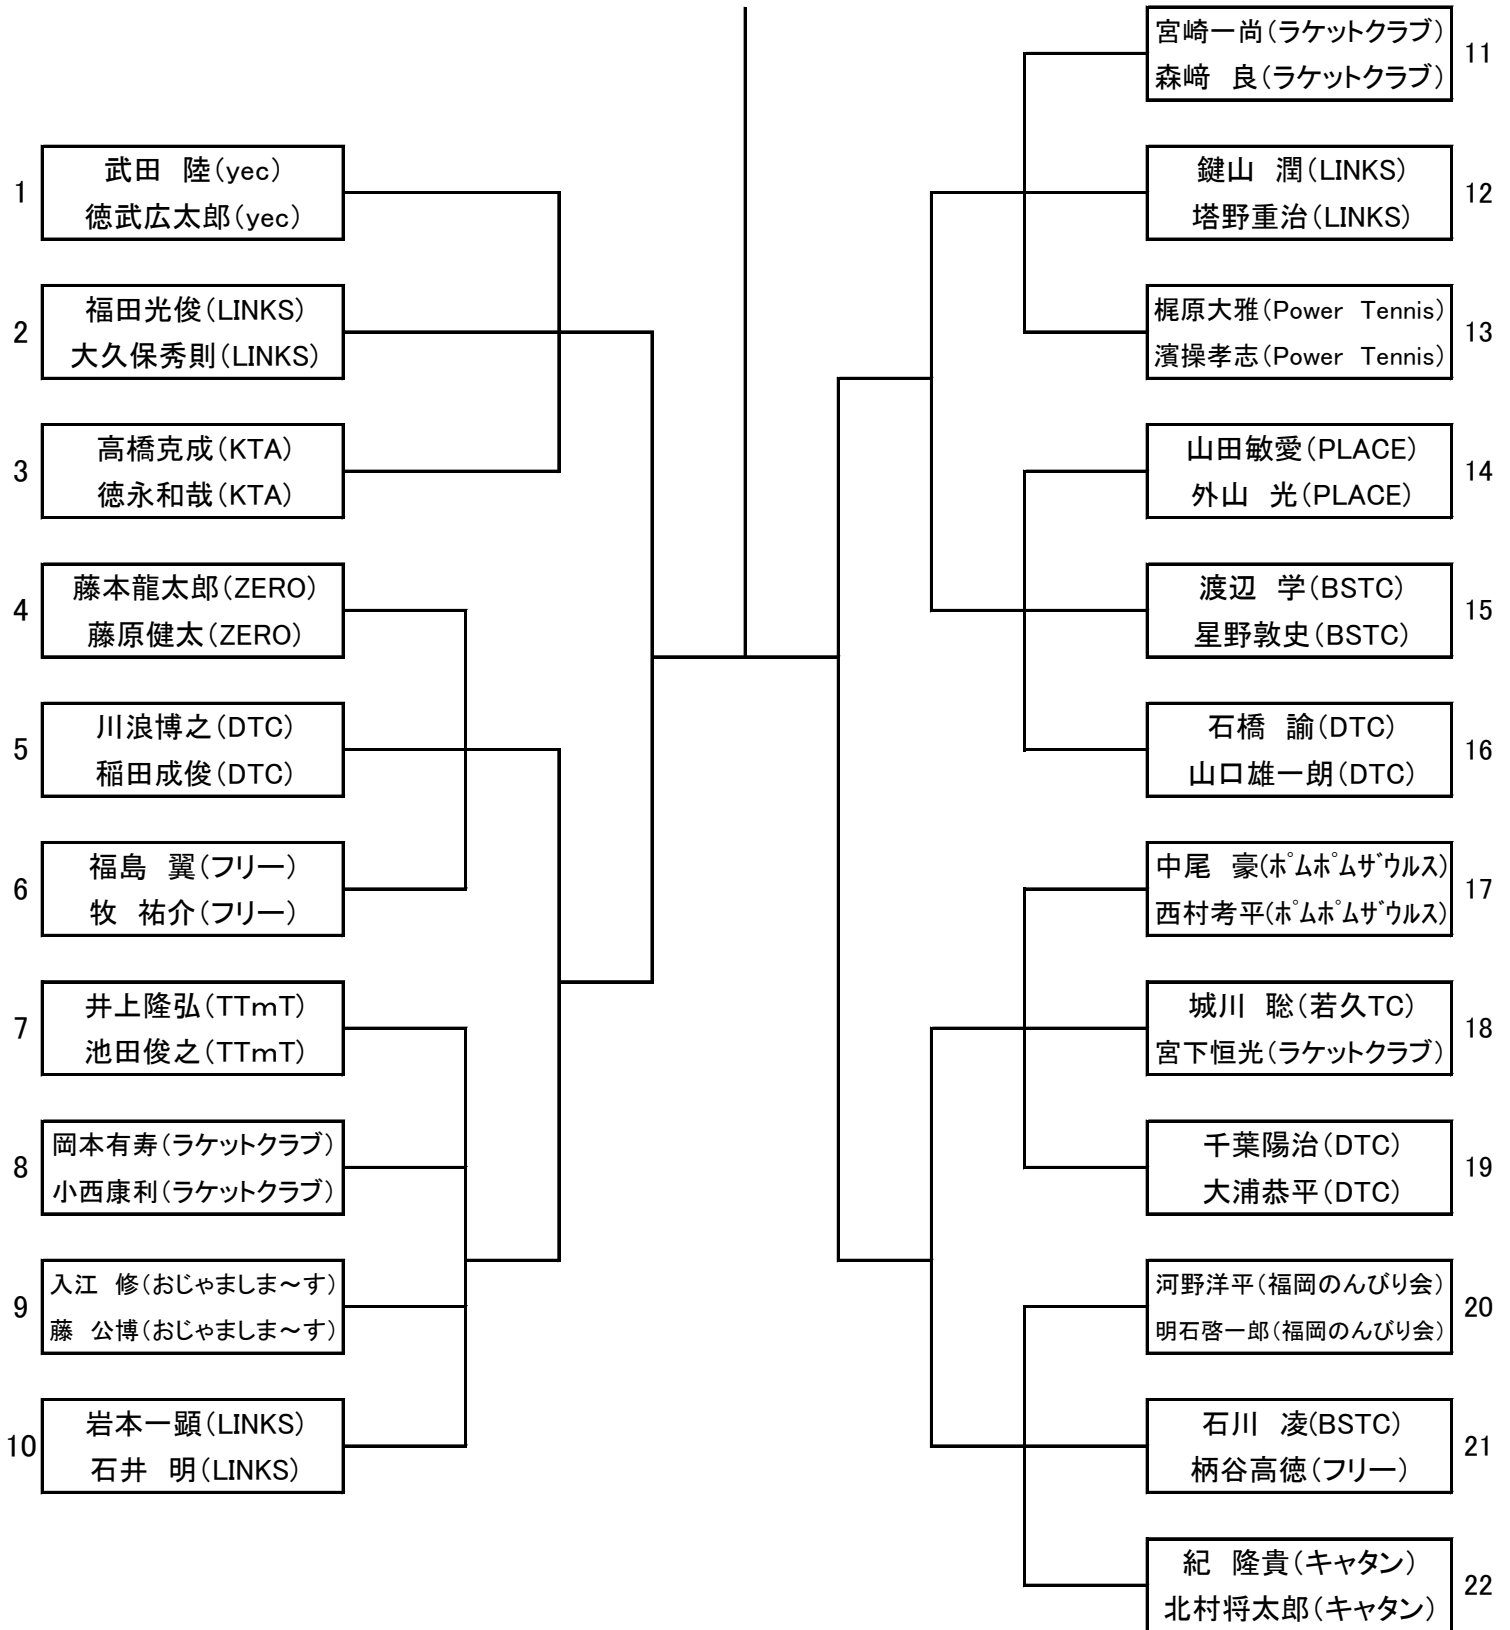 1
武田　陸(yec)
徳武広太郎(yec)
2
福田光俊(LINKS)
大久保秀則(LINKS)
3
高橋克成(KTA)
徳永和哉(KTA)
4
藤本龍太郎(ZERO)
藤原健太(ZERO)
5
川浪博之(DTC)
稲田成俊(DTC)
6
福島　翼(フリー)
牧　祐介(フリー)
7
井上隆弘(TTmT)
池田俊之(TTmT)
8
岡本有寿(ラケットクラブ)
小西康利(ラケットクラブ)
9
入江　修(おじゃましま～す)
藤　公博(おじゃましま～す)
10
岩本一顕(LINKS)
石井　明(LINKS)
宮崎一尚(ラケットクラブ)
森﨑　良(ラケットクラブ)
11
鍵山　潤(LINKS)
塔野重治(LINKS)
12
梶原大雅(Power　Tennis)
濱操孝志(Power　Tennis)
13
山田敏愛(PLACE)
外山　光(PLACE)
14
渡辺　学(BSTC)
星野敦史(BSTC)
15
石橋　諭(DTC)
山口雄一朗(DTC)
16
中尾　豪(ﾎﾟﾑﾎﾟﾑｻﾞｳﾙｽ)
西村考平(ﾎﾟﾑﾎﾟﾑｻﾞｳﾙｽ)
17
城川　聡(若久TC)
宮下恒光(ラケットクラブ)
18
千葉陽治(DTC)
大浦恭平(DTC)
19
河野洋平(福岡のんびり会)
明石啓一郎(福岡のんびり会)
20
石川　凌(BSTC)
柄谷高徳(フリー)
21
紀　隆貴(キャタン)
北村将太郎(キャタン)
22